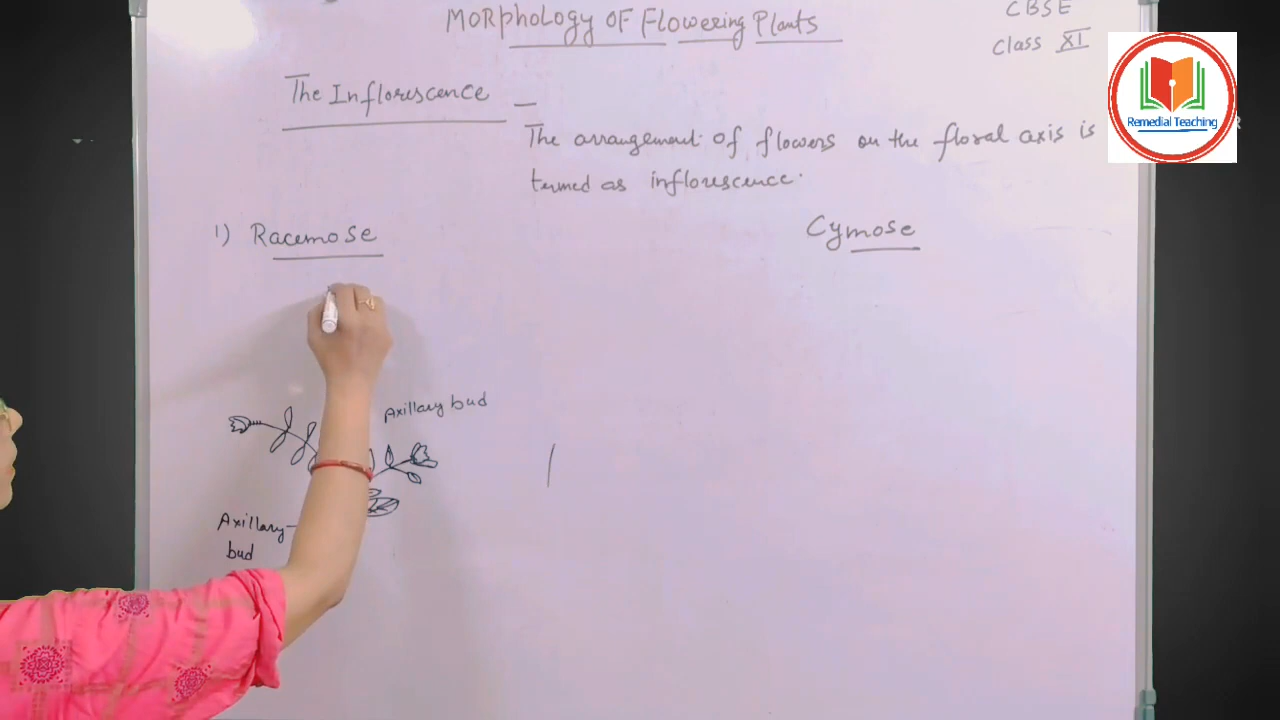 MORphology OF Flowering Plants
CBSE
Class XI
The Inflorescence –
The arrangement of flowers on the floral axis is
termed as inflorescence.
1) Racemose
Cymose
Axillary bud
Axillary
bud
Remedial Teaching